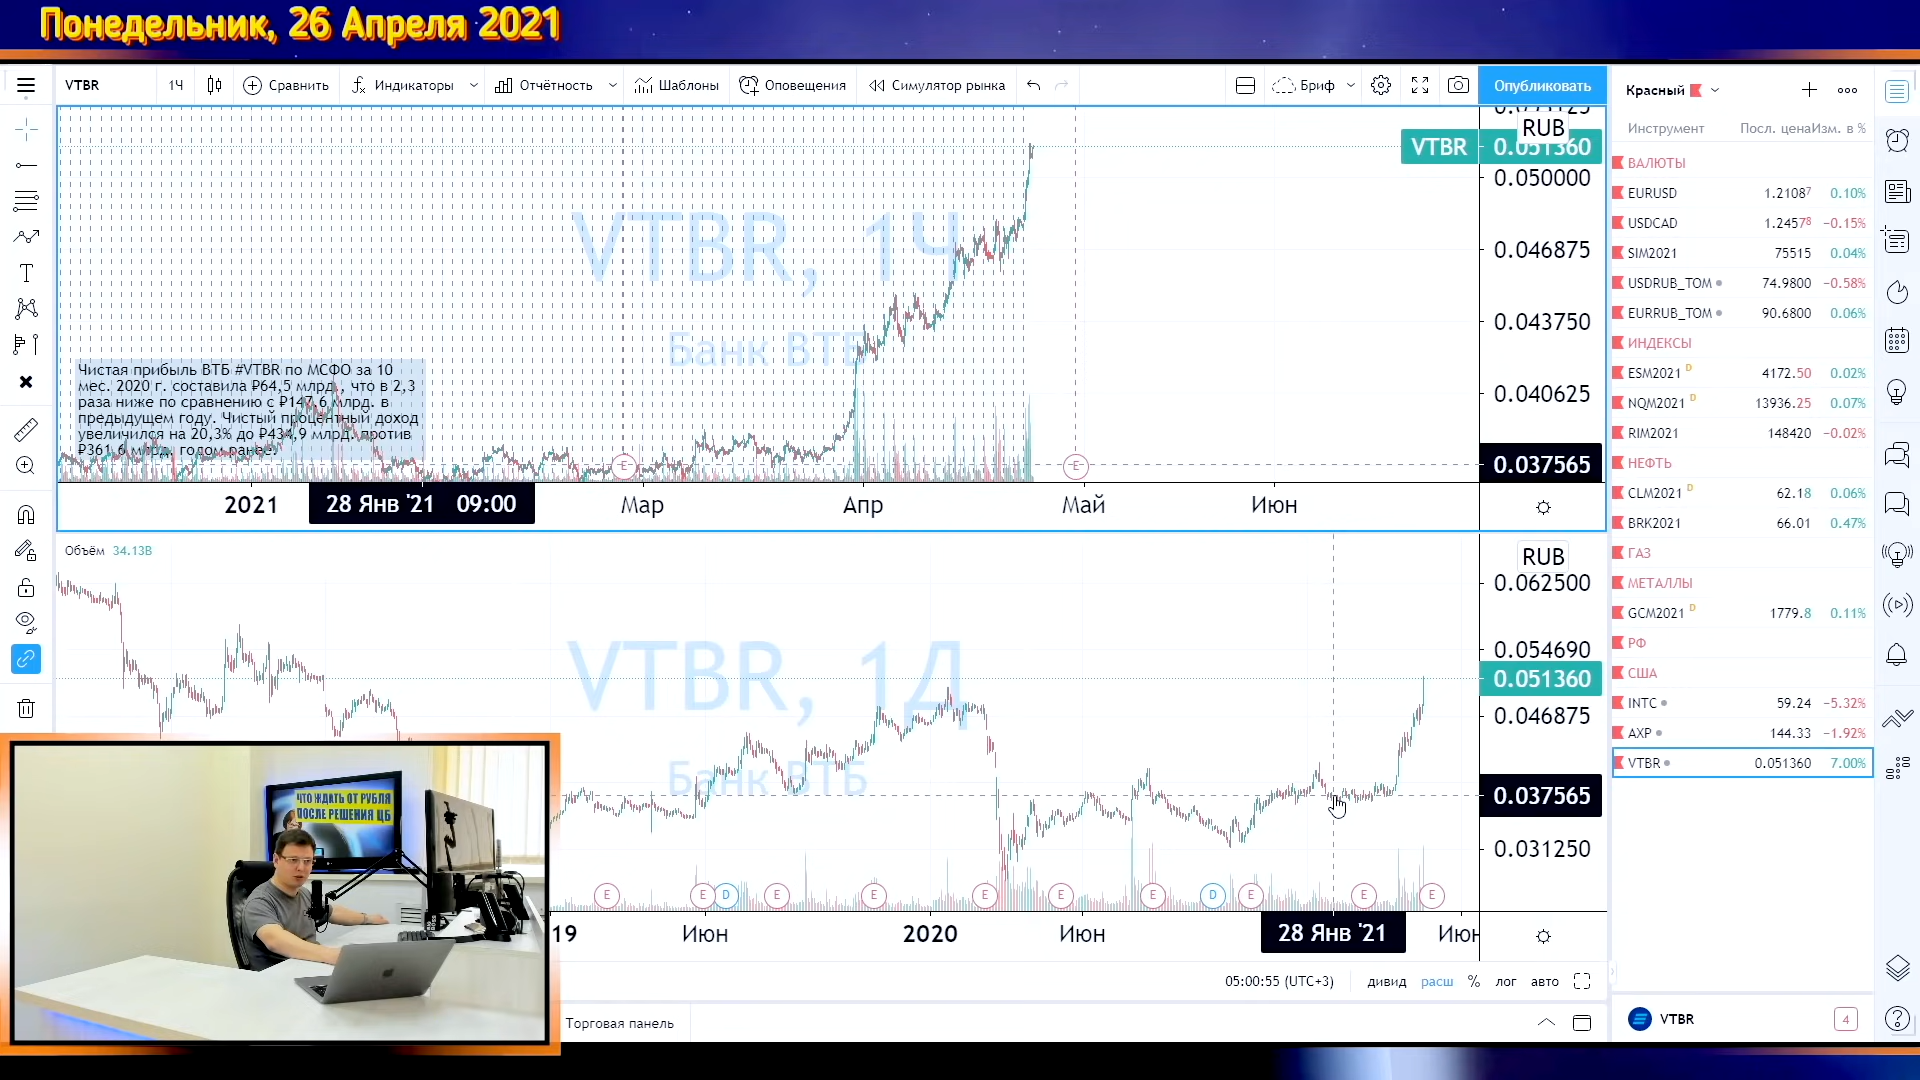 Понедельник, 26 Апреля 2021
VTBR
1Ч
Сравнить
Индикаторы
Отчётность
Шаблоны
Оповещения
Симулятор рынка
Бриф
Опубликовать
RUB
VTBR 0.051360
0.050000
0.046875
0.043750
0.040625
0.037565
VTBR, 1Ч
Банк ВТБ
Чистая прибыль ВТБ #VTBR по МСФО за 10
мес. 2020 г. составила ₽64,5 млрд., что в 2,3
раза ниже по сравнению с ₽147,6 млрд. в
предыдущем году. Чистый процентный доход
увеличился на 20,3% до ₽434,9 млрд. против
₽361,6 млрд. годом ранее.
E
E
2021
28 Янв '21 09:00
Мар
Апр
Май
Июн
Объём 34.13B
RUB
0.062500
0.054690
0.051360
0.046875
0.037565
0.031250
VTBR, 1Д
Банк ВТБ
E E D E E E E E D E E E
19
Июн
2020
Июн
28 Янв '21
Июн
05:00:55 (UTC+3)
дивид
расш
%
лог
авто
Торговая панель
ЧТО ЖДАТЬ ОТ РУБЛЯ
ПОСЛЕ РЕШЕНИЯ ЦБ
Красный
Инструмент Посл. цена Изм. в %
ВАЛЮТЫ
EURUSD 1.21087 0.10%
USDCAD 1.24578 −0.15%
SIM2021 75515 0.04%
USDRUB_TOM 74.9800 −0.58%
EURRUB_TOM 90.6800 0.06%
ИНДЕКСЫ
ESM2021 D 4172.50 0.02%
NQM2021 D 13936.25 0.07%
RIM2021 148420 −0.02%
НЕФТЬ
CLM2021 D 62.18 0.06%
BRK2021 66.01 0.47%
ГАЗ
МЕТАЛЛЫ
GCM2021 D 1779.8 0.11%
РФ
США
INTC 59.24 −5.32%
AXP 144.33 −1.92%
VTBR 0.051360 7.00%
VTBR
4